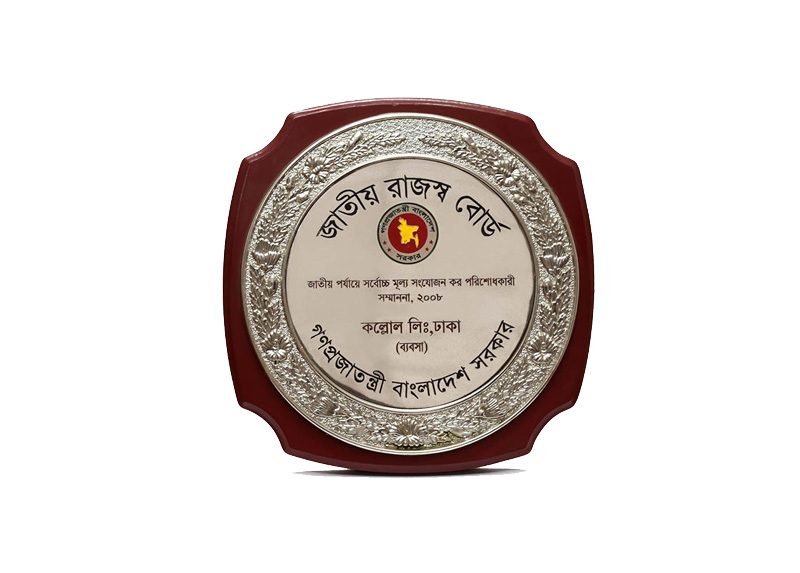 জাতীয় রাজস্ব বোর্ড
গণপ্রজাতন্ত্রী বাংলাদেশ
সরকার
জাতীয় পর্যায়ে সর্বোচ্চ মূল্য সংযোজন কর পরিশোধকারী
সম্মাননা, ২০০৮
কল্লোল লিঃ,ঢাকা
(ব্যবসা)
গণপ্রজাতন্ত্রী বাংলাদেশ সরকার